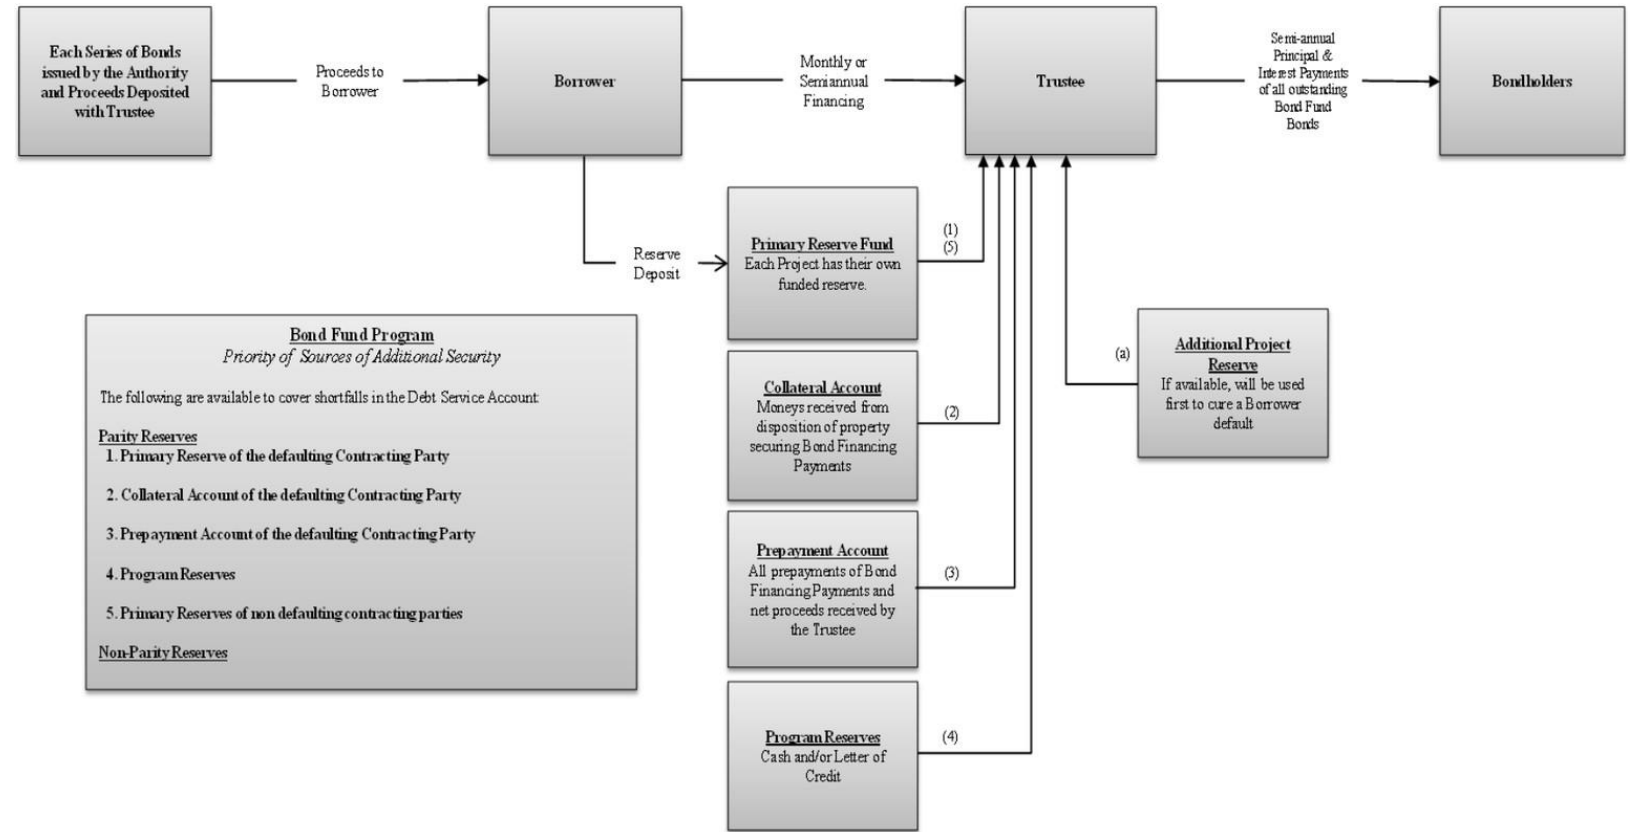 Each Series of Bonds
issued by the Authority
and Proceeds Deposited
with Trustee
Proceeds to
Borrower
Borrower
Monthly or
Semiannual
Financing
Trustee
Semi-annual
Principal &
Interest Payments
of all outstanding
Bond Fund
Bonds
Bondholders
Reserve
Deposit
Primary Reserve Fund
Each Project has their own
funded reserve.
(1)
(5)
Bond Fund Program
Priority of Sources of Additional Security
The following are available to cover shortfalls in the Debt Service Account:
Parity Reserves
1. Primary Reserve of the defaulting Contracting Party
2. Collateral Account of the defaulting Contracting Party
3. Prepayment Account of the defaulting Contracting Party
4. Program Reserves
5. Primary Reserves of non defaulting contracting parties
Non-Parity Reserves
Collateral Account
Moneys received from
disposition of property
securing Bond Financing
Payments
(2)
(a)
Additional Project
Reserve
If available, will be used
first to cure a Borrower
default
Prepayment Account
All prepayments of Bond
Financing Payments and
net proceeds received by
the Trustee
(3)
Program Reserves
Cash and/or Letter of
Credit
(4)